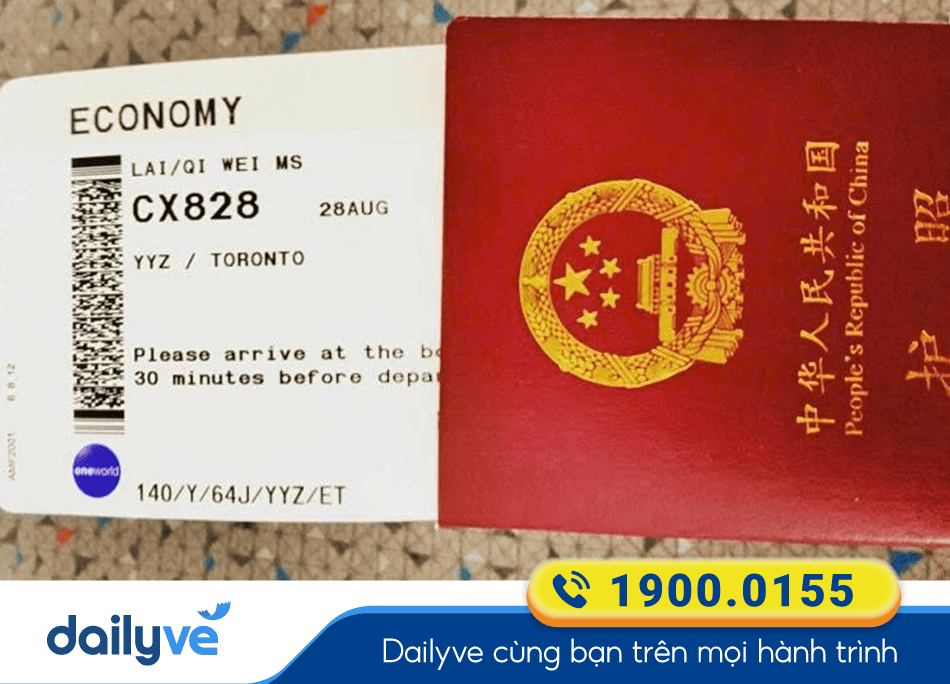 ECONOMY
LAI/QI WEI MS
CX828 28AUG
YYZ / TORONTO
Please arrive at the
30 minutes before
oneworld
140/Y/64J/YYZ/ET
中华人民共和国
People's Republic of China
护照
1900.0155
dailyvé
Dailyve cùng bạn trên mọi hành trình